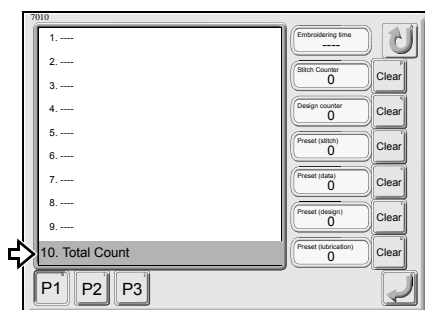 7010
1. ----
2. ----
3. ----
4. ----
5. ----
6. ----
7. ----
8. ----
9. ----
10. Total Count
Embroidering time
----
Stitch Counter
0
Clear
Design counter
0
Clear
Preset (stitch)
0
Clear
Preset (data)
0
Clear
Preset (design)
0
Clear
Preset (lubrication)
0
Clear
P1
P2
P3